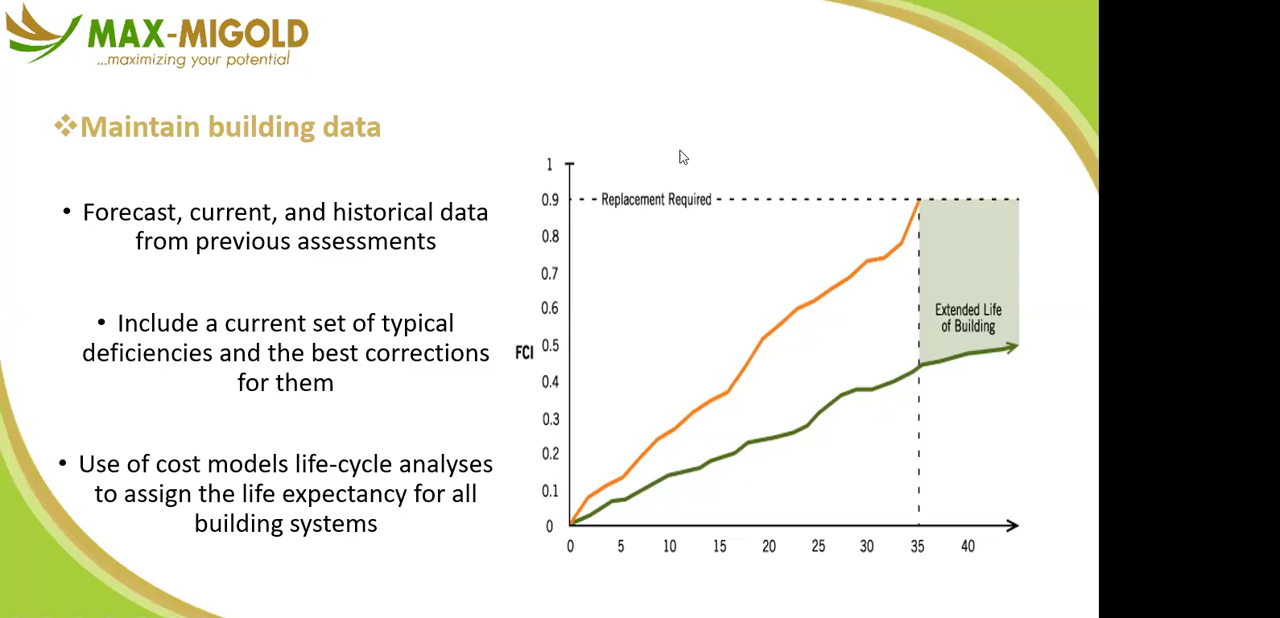 MAX-MIGOLD
...maximizing your potential
❖Maintain building data
• Forecast, current, and historical data
from previous assessments
• Include a current set of typical
deficiencies and the best corrections
for them
• Use of cost models life-cycle analyses
to assign the life expectancy for all
building systems
1
0.9
Replacement Required
0.8
0.7
0.6
Extended Life
of Building
0.5
FCI
0.4
0.3
0.2
0.1
0
0 5 10 15 20 25 30 35 40